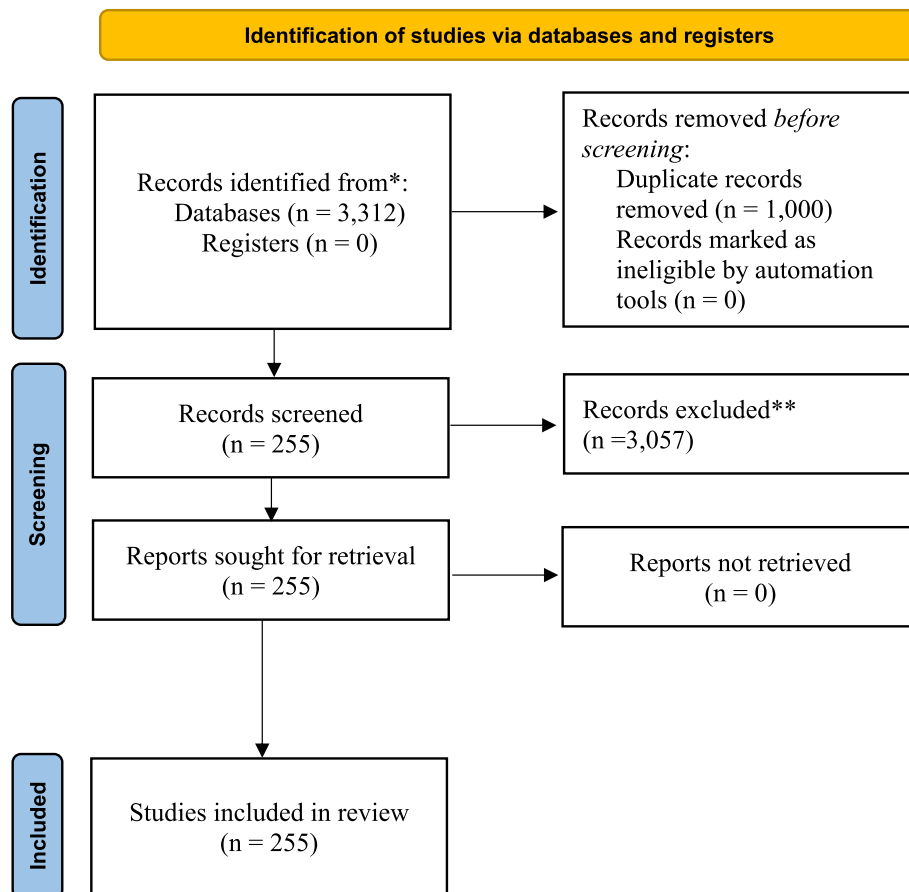 Identification of studies via databases and registers
Identification
Records identified from*:
Databases (n = 3,312)
Registers (n = 0)
Records removed before
screening:
Duplicate records
removed (n = 1,000)
Records marked as
ineligible by automation
tools (n = 0)
Screening
Records screened
(n = 255)
Records excluded**
(n =3,057)
Reports sought for retrieval
(n = 255)
Reports not retrieved
(n = 0)
Included
Studies included in review
(n = 255)